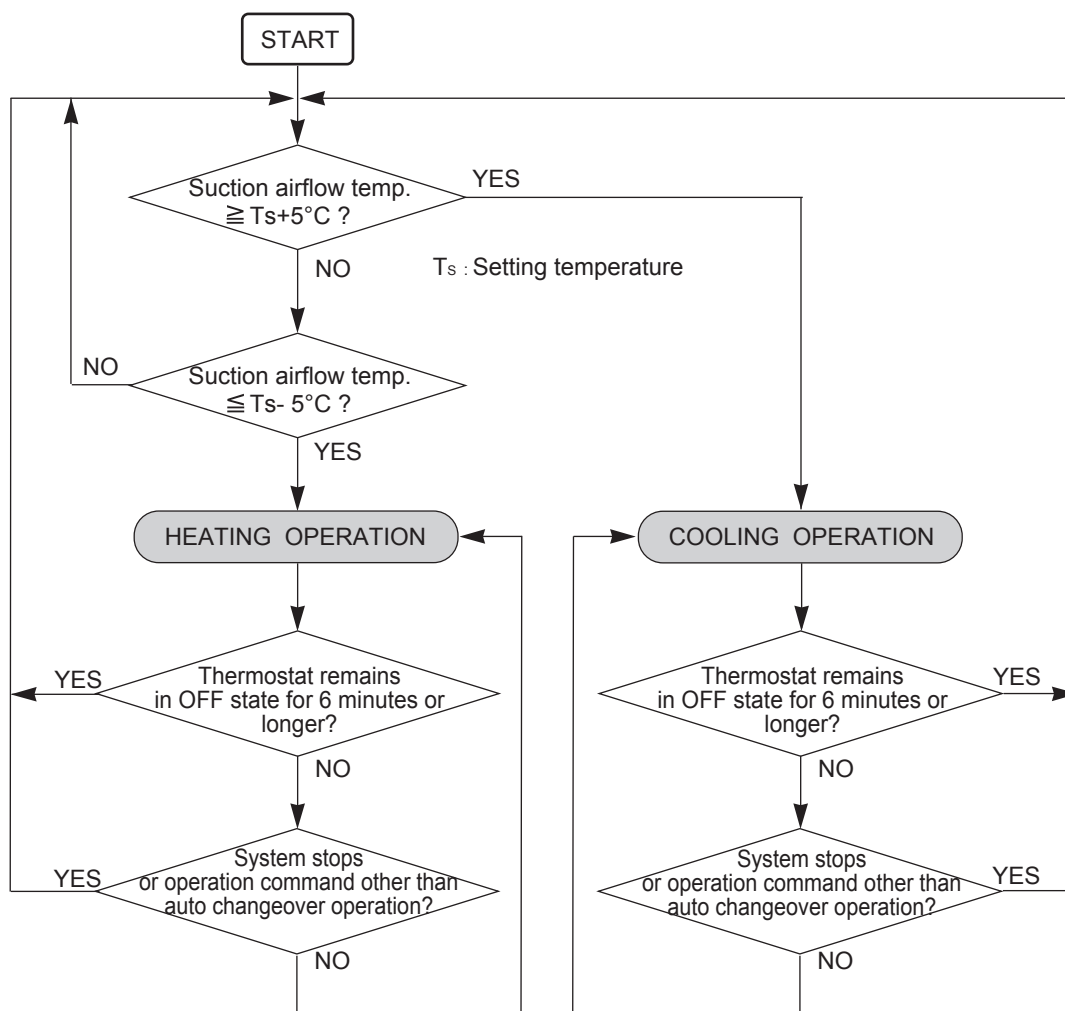 START
Suction airflow temp.
≧ Ts+5°C ?
YES
NO
Ts : Setting temperature
NO
Suction airflow temp.
≦ Ts- 5°C ?
YES
HEATING OPERATION
COOLING OPERATION
YES
Thermostat remains
in OFF state for 6 minutes or
longer?
NO
Thermostat remains
in OFF state for 6 minutes or
longer?
YES
NO
YES
System stops
or operation command other than
auto changeover operation?
NO
System stops
or operation command other than
auto changeover operation?
YES
NO